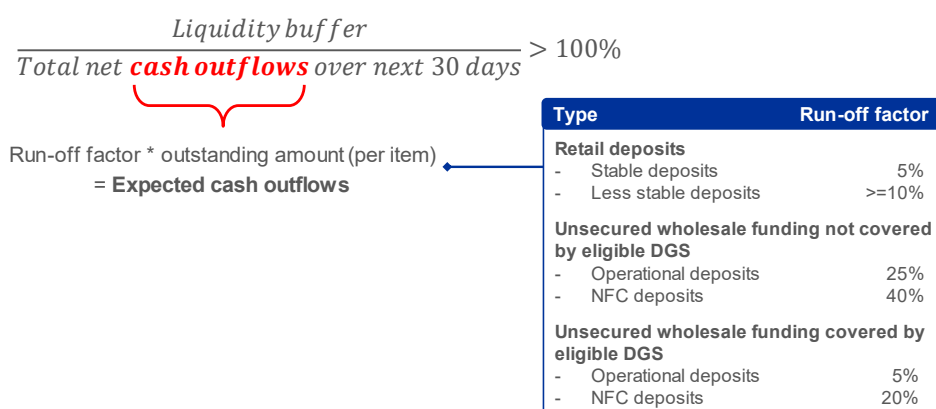 Liquidity buffer
Total net cash outflows over next 30 days
> 100%
Run-off factor * outstanding amount (per item)
= Expected cash outflows
Type Run-off factor
Retail deposits
- Stable deposits 5%
- Less stable deposits >=10%
Unsecured wholesale funding not covered
by eligible DGS
- Operational deposits 25%
- NFC deposits 40%
Unsecured wholesale funding covered by
eligible DGS
- Operational deposits 5%
- NFC deposits 20%